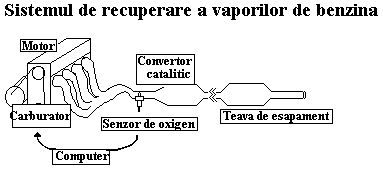 Sistemul de recuperare a vaporilor de benzina
Motor
Convertor
catalitic
Carburator
Senzor de oxigen
Teava de esapament
Computer